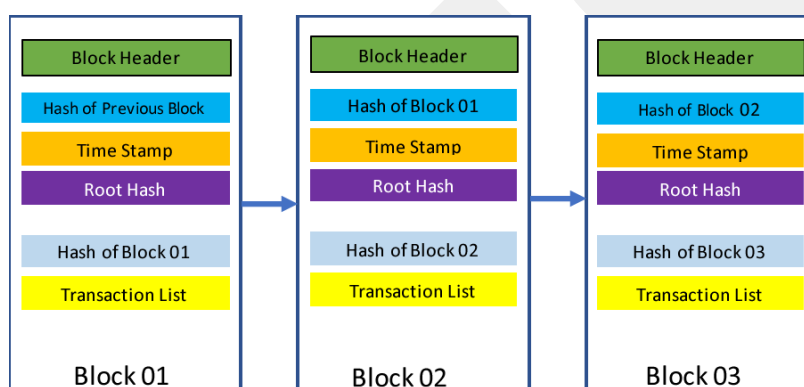 Block Header
Hash of Previous Block
Time Stamp
Root Hash
Hash of Block 01
Transaction List
Block 01
Block Header
Hash of Block 01
Time Stamp
Root Hash
Hash of Block 02
Transaction List
Block 02
Block Header
Hash of Block 02
Time Stamp
Root Hash
Hash of Block 03
Transaction List
Block 03